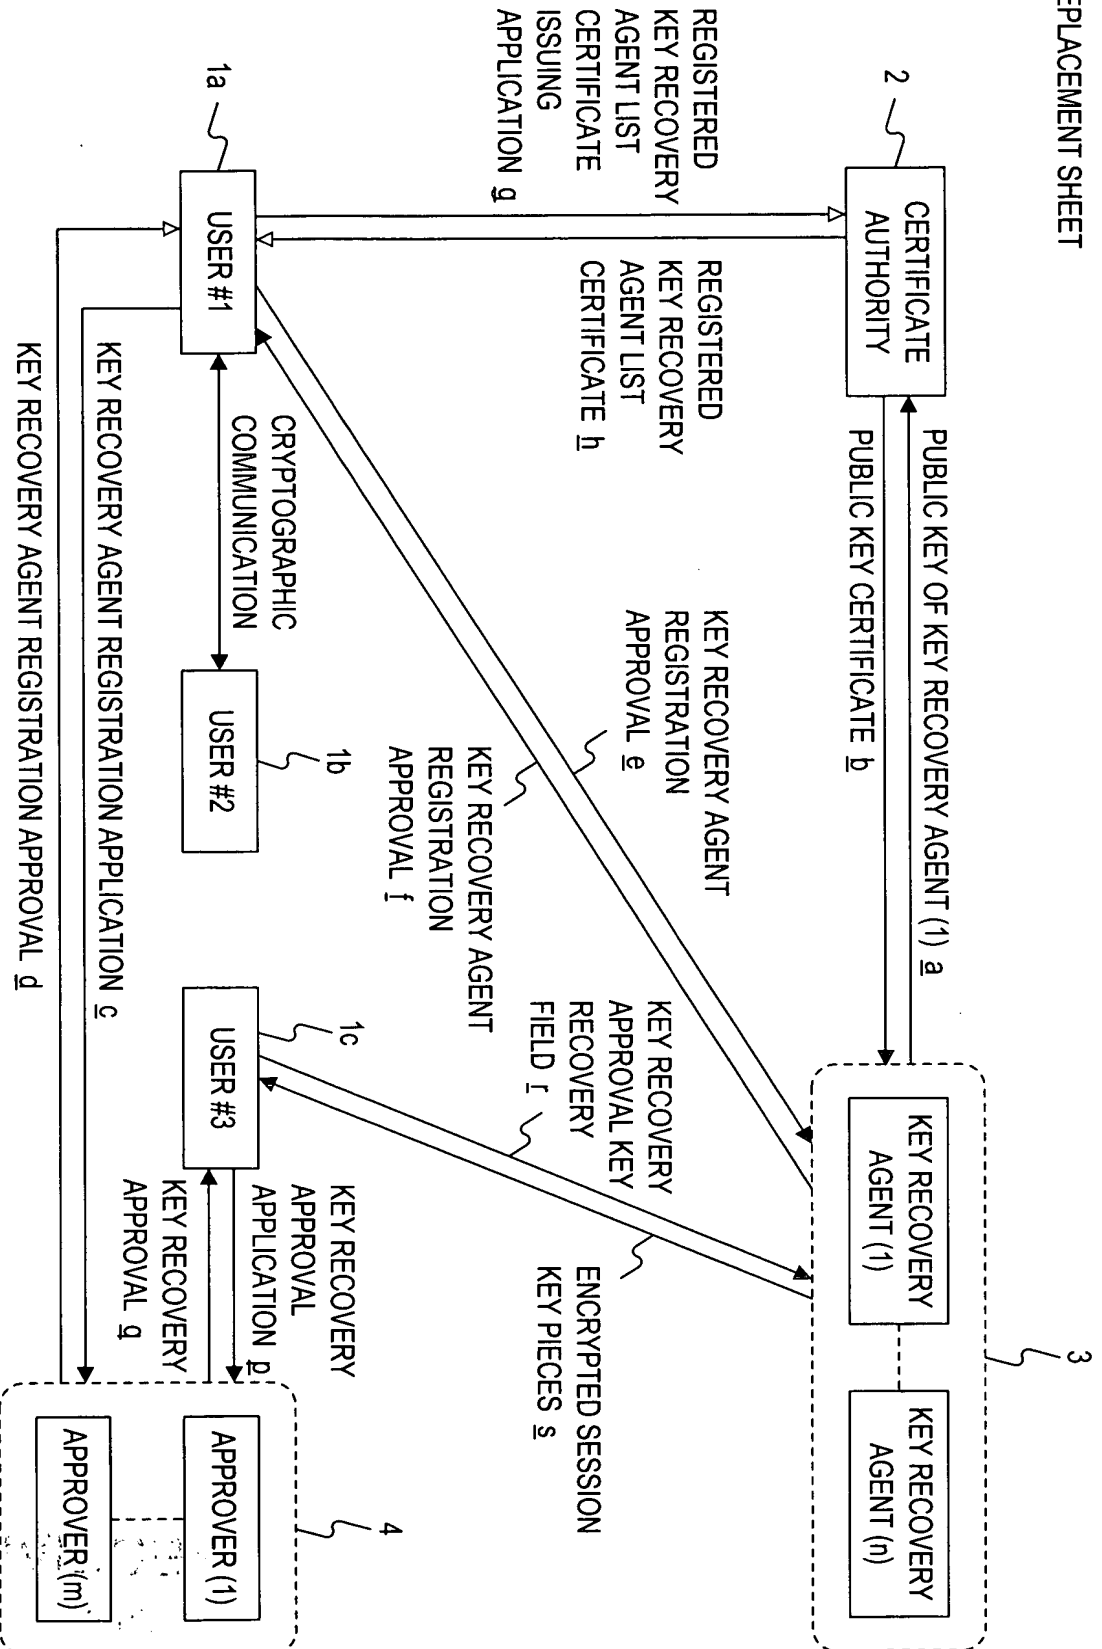 EPLACEMENT SHEET
2
CERTIFICATE
AUTHORITY
PUBLIC KEY OF KEY RECOVERY AGENT (1) a
PUBLIC KEY CERTIFICATE b
3
KEY RECOVERY
AGENT (1)
KEY RECOVERY
AGENT (n)
REGISTERED
KEY RECOVERY
AGENT LIST
CERTIFICATE
ISSUING
APPLICATION g
REGISTERED
KEY RECOVERY
AGENT LIST
CERTIFICATE h
KEY RECOVERY AGENT
REGISTRATION
APPROVAL e
KEY RECOVERY AGENT
REGISTRATION
APPROVAL f
KEY RECOVERY
APPROVAL KEY
RECOVERY
FIELD r
ENCRYPTED SESSION
KEY PIECES s
1a
USER #1
CRYPTOGRAPHIC
COMMUNICATION
1b
USER #2
1c
USER #3
KEY RECOVERY
APPROVAL
APPLICATION p
KEY RECOVERY
APPROVAL q
4
APPROVER (1)
APPROVER (m)
KEY RECOVERY AGENT REGISTRATION APPLICATION c
KEY RECOVERY AGENT REGISTRATION APPROVAL d